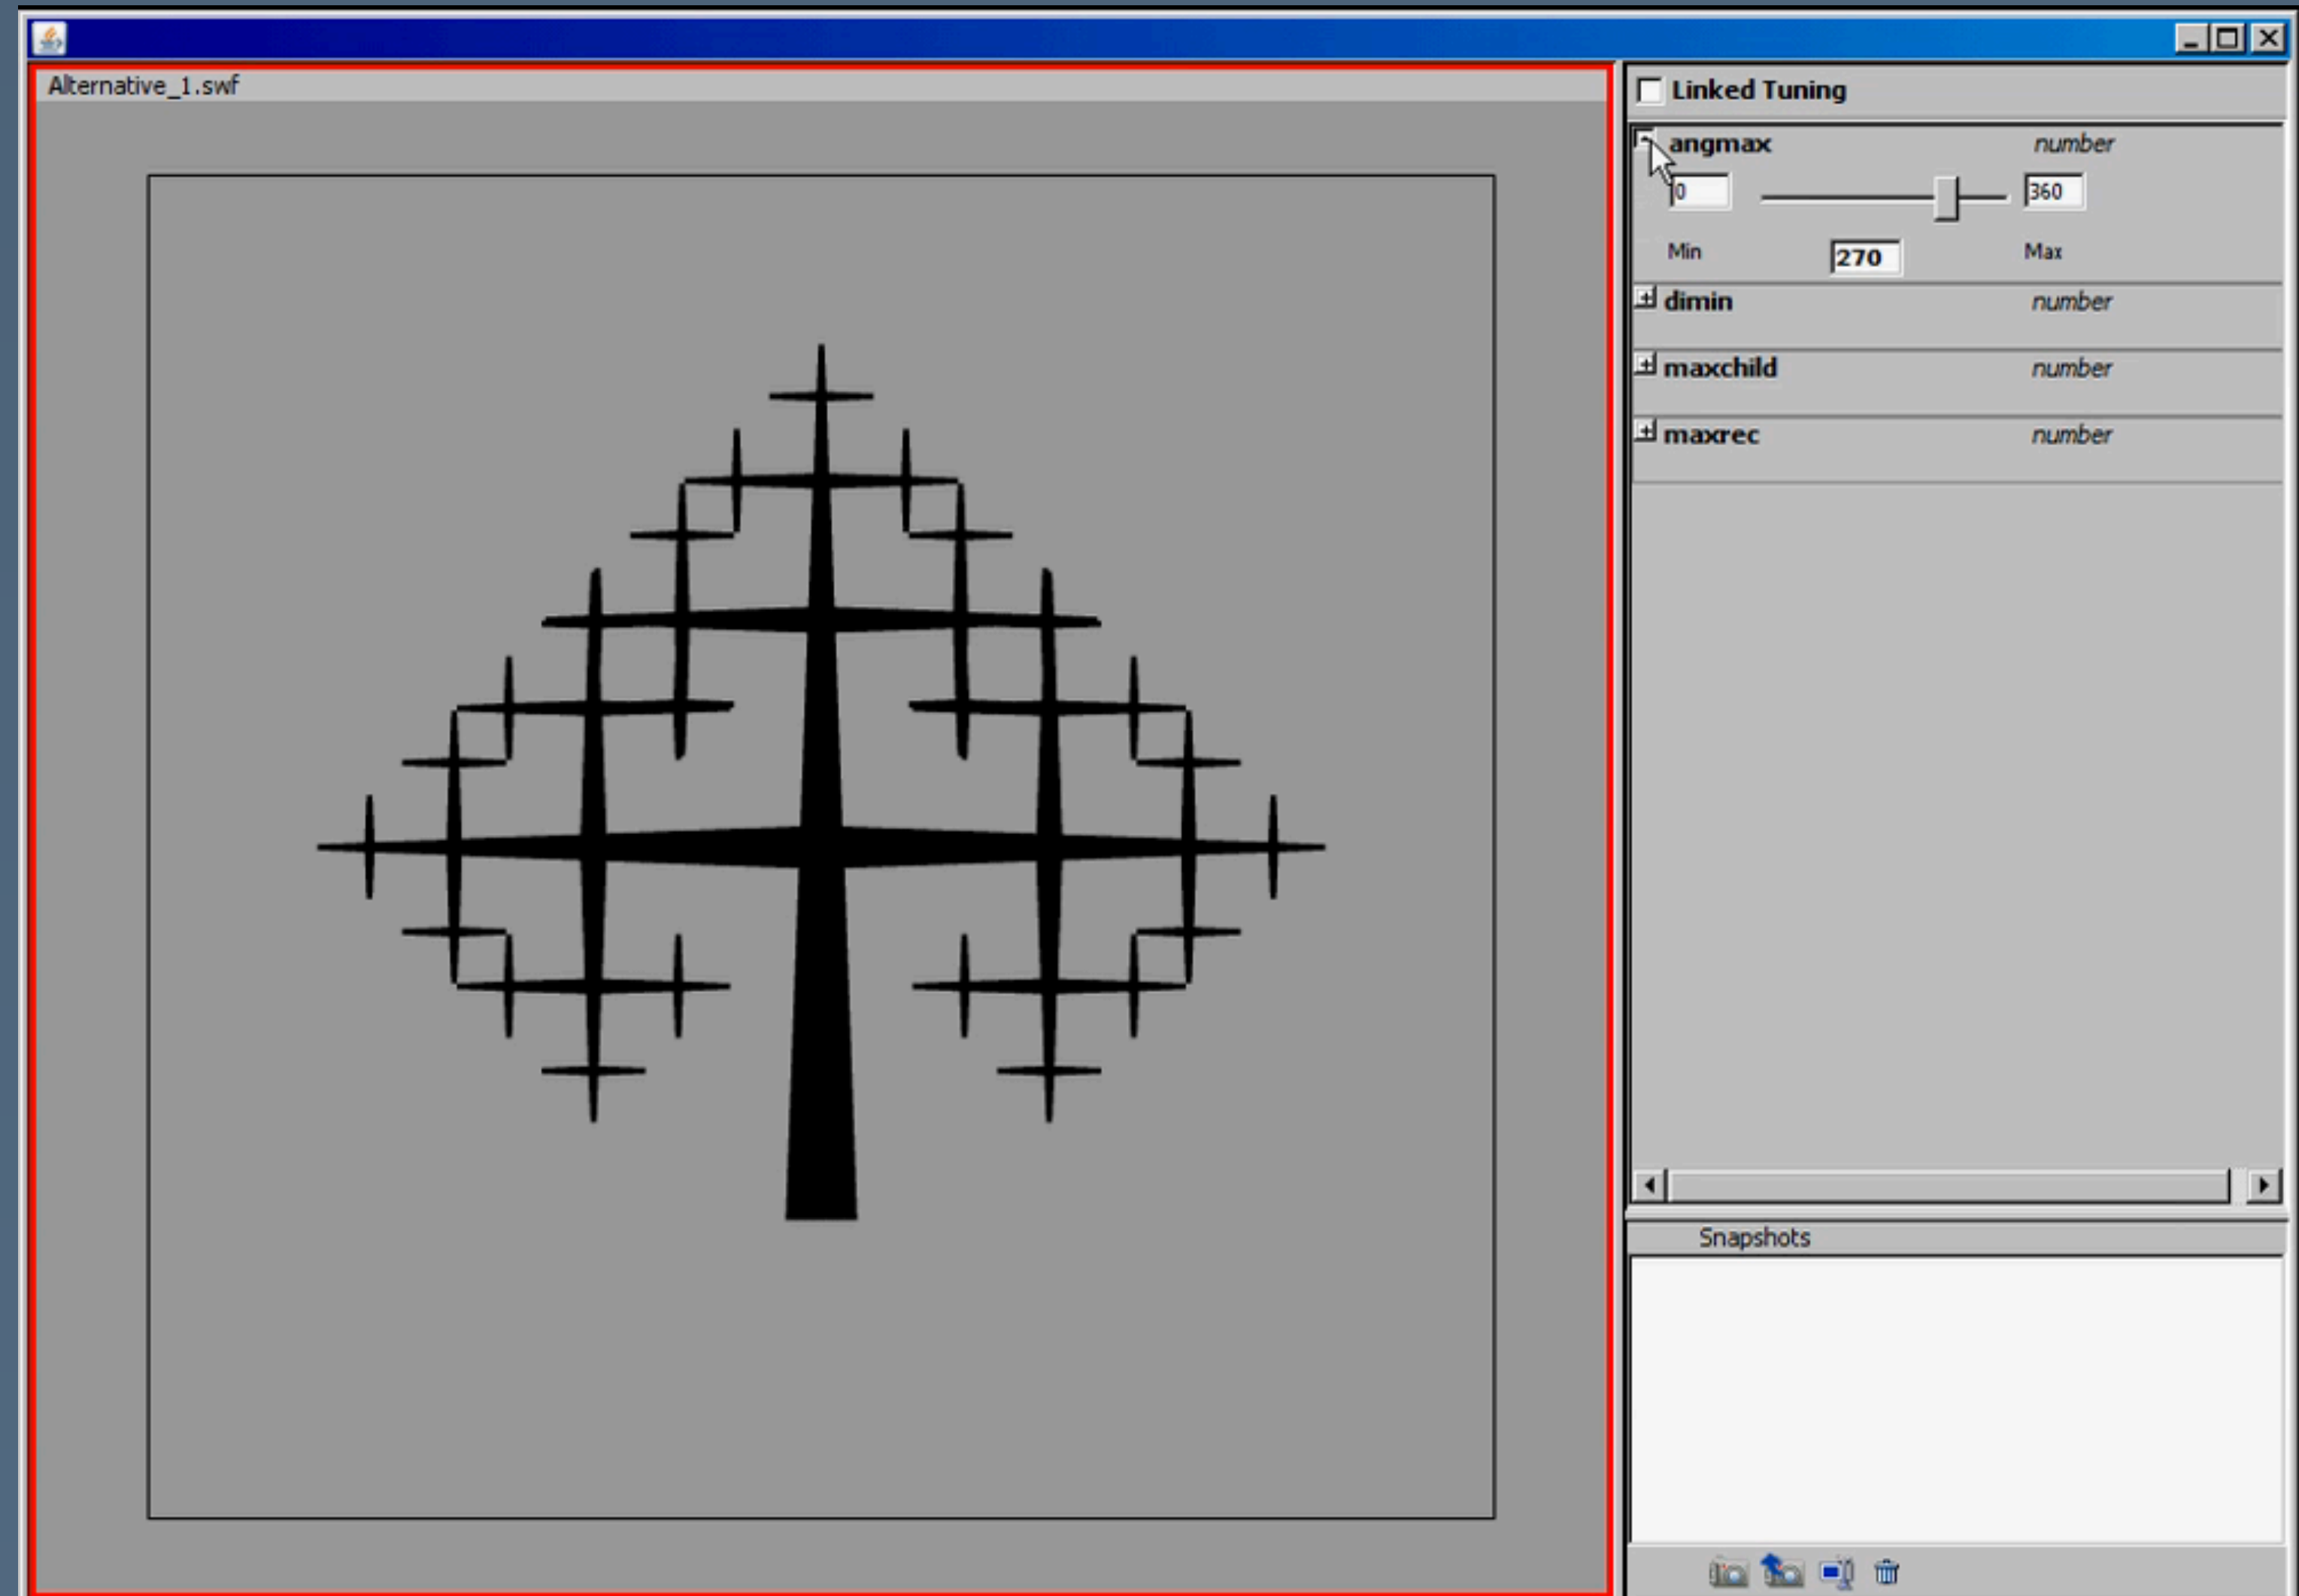 Alternative_1.swf
Linked Tuning
angmax number
0 360
Min 270 Max
dimin number
maxchild number
maxrec number
Snapshots